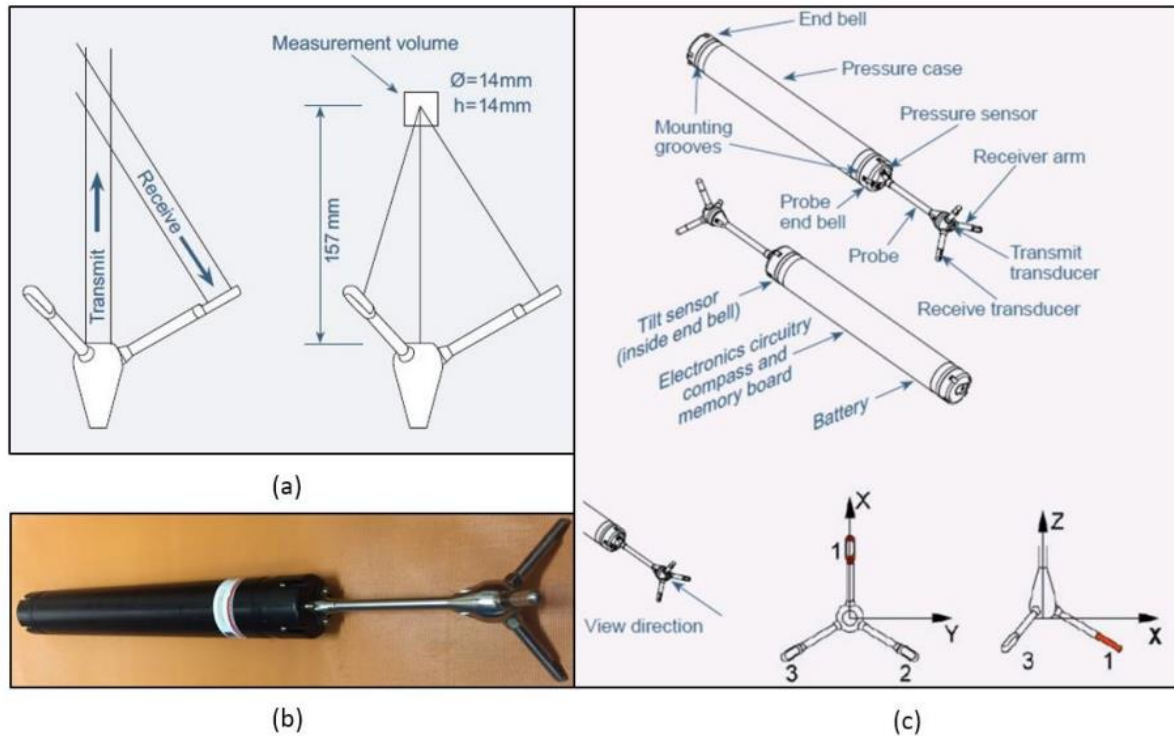 Measurement volume
Ø=14mm
h=14mm
157 mm
Transmit
Receive
(a)
(b)
End bell
Pressure case
Pressure sensor
Mounting
grooves
Receiver arm
Probe
end bell
Probe
Transmit
transducer
Receive transducer
Tilt sensor
(inside end bell)
Electronics circuitry
compass and
memory board
Battery
View direction
X
1
Y
3
2
Z
X
3
1
(c)